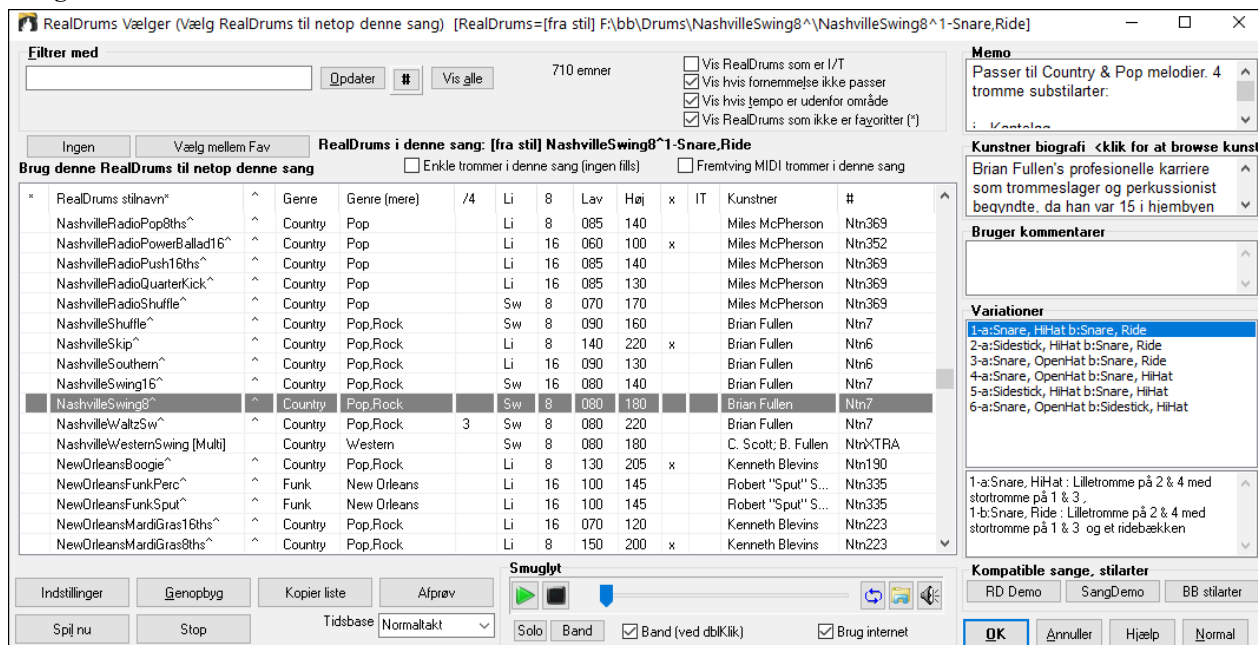 RealDrums Vælger (Vælg RealDrums til netop denne sang) [RealDrums=[fra stil] F:\bb\Drums\NashvilleSwing8^\NashvilleSwing8^1-Snare,Ride]
Filtrer med
Opdater # Vis alle 710 emner
Vis RealDrums som er I/T
Vis hvis fornemmelse ikke passer
Vis hvis tempo er udenfor område
Vis RealDrums som ikke er favoritter (*)
Ingen Vælg mellem Fav RealDrums i denne sang: [fra stil] NashvilleSwing8^1-Snare,Ride
Brug denne RealDrums til netop denne sang Enkle trommer i denne sang (ingen fills) Fremtving MIDI trommer i denne sang
* RealDrums stilnavn* ^ Genre Genre (mere) /4 Li 8 Lav Høj x IT Kunstner #
NashvilleRadioPop8ths^ ^ Country Pop Li 8 085 140 Miles McPherson Ntn369
NashvilleRadioPowerBallad16^ ^ Country Pop Li 16 060 100 x Miles McPherson Ntn352
NashvilleRadioPush16ths^ ^ Country Pop Li 16 085 140 Miles McPherson Ntn369
NashvilleRadioQuarterKick^ ^ Country Pop Li 16 085 130 Miles McPherson Ntn369
NashvilleRadioShuffle^ ^ Country Pop Sw 8 070 170 Miles McPherson Ntn369
NashvilleShuffle^ ^ Country Pop,Rock Sw 8 090 160 Brian Fullen Ntn7
NashvilleSkip^ ^ Country Pop,Rock Li 8 140 220 x Brian Fullen Ntn6
NashvilleSouthern^ ^ Country Pop,Rock Li 16 090 130 Brian Fullen Ntn6
NashvilleSwing16^ ^ Country Pop,Rock Sw 16 080 140 Brian Fullen Ntn7
NashvilleSwing8^ ^ Country Pop,Rock Sw 8 080 180 Brian Fullen Ntn7
NashvilleWaltzSw^ ^ Country Pop,Rock 3 Sw 8 080 220 Brian Fullen Ntn7
NashvilleWesternSwing [Multi] Country Western Sw 8 080 180 C. Scott; B. Fullen NtnXTRA
NewOrleansBoogie^ ^ Country Pop,Rock Li 8 130 205 x Kenneth Blevins Ntn190
NewOrleansFunkPerc^ ^ Funk New Orleans Li 16 100 145 Robert "Sput" S... Ntn335
NewOrleansFunkSput^ ^ Funk New Orleans Li 16 100 145 Robert "Sput" S... Ntn335
NewOrleansMardiGras16ths^ ^ Country Pop,Rock Li 16 070 120 Kenneth Blevins Ntn223
NewOrleansMardiGras8ths^ ^ Country Pop,Rock Li 8 150 200 x Kenneth Blevins Ntn223
Indstillinger Genopbyg Kopier liste Afprøv
Spil nu Stop Tidsbase Normaltakt
Smuglyt
Solo Band Band (ved dblKlik) Brug internet
Memo
Passer til Country & Pop melodier. 4
tromme substilarter:
Kunstner biografi <klik for at browse kunst
Brian Fullen's profesionelle karriere
som trommeslager og perkussionist
begyndte, da han var 15 i hjembyen
Bruger kommentarer
Variationer
1-a:Snare, HiHat b:Snare, Ride
2-a:Sidestick, HiHat b:Snare, Ride
3-a:Snare, OpenHat b:Snare, Ride
4-a:Snare, OpenHat b:Snare, HiHat
5-a:Sidestick, HiHat b:Snare, HiHat
6-a:Snare, OpenHat b:Sidestick, HiHat
1-a:Snare, HiHat : Lilletromme på 2 & 4 med
stortromme på 1 & 3 ,
1-b:Snare, Ride : Lilletromme på 2 & 4 med
stortromme på 1 & 3 og et ridebækken
Kompatible sange, stilarter
RD Demo SangDemo BB stilarter
OK Annuller Hjælp Normal